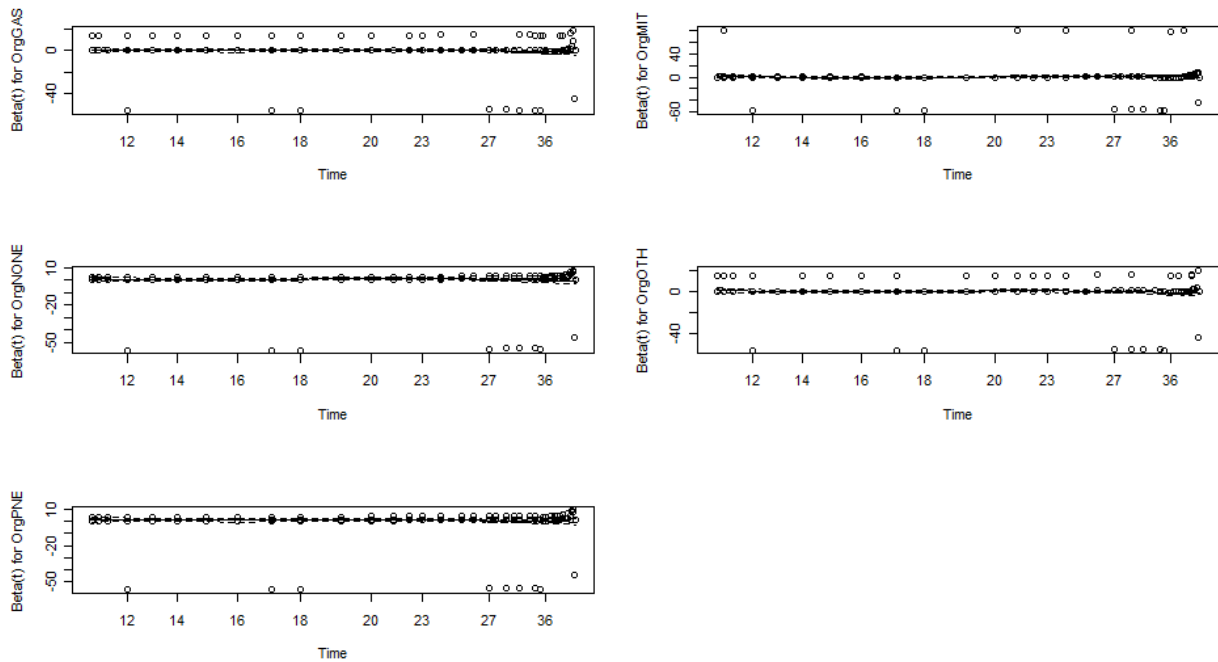 Beta(t) for OrgGAS
0
-40
12 14 16 18 20 23 27 36
Time
Beta(t) for OrgMIT
40
0
-60
12 14 16 18 20 23 27 36
Time
Beta(t) for OrgNONE
10
-20
-50
12 14 16 18 20 23 27 36
Time
Beta(t) for OrgOTH
0
-40
12 14 16 18 20 23 27 36
Time
Beta(t) for OrgPNE
10
-20
-50
12 14 16 18 20 23 27 36
Time